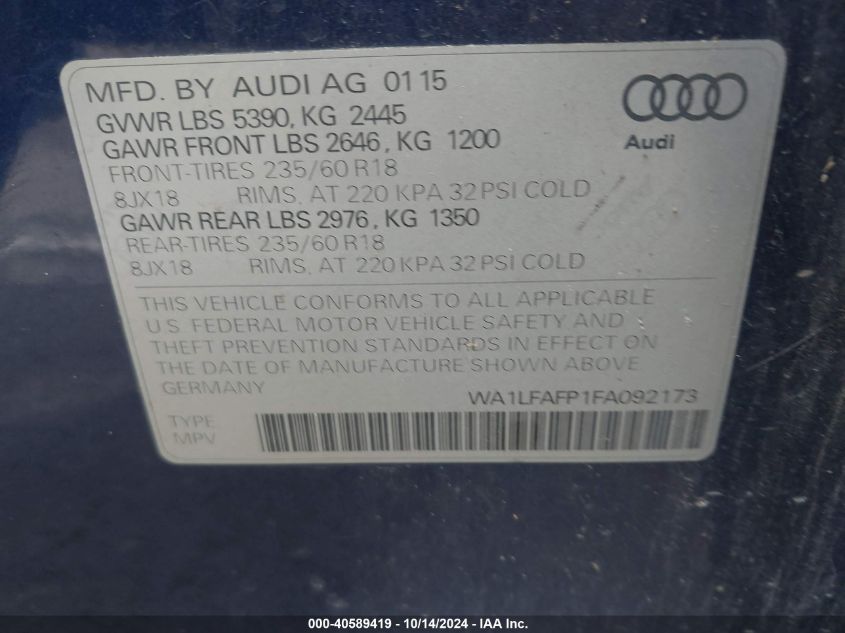 MFD. BY AUDI AG 01 15
GVWR LBS 5390, KG 2445
GAWR FRONT LBS 2646, KG 1200
FRONT-TIRES 235/60 R18
8JX18 RIMS, AT 220 KPA 32 PSI COLD
GAWR REAR LBS 2976, KG 1350
REAR-TIRES 235/60 R18
8JX18 RIMS, AT 220 KPA 32 PSI COLD
Audi
THIS VEHICLE CONFORMS TO ALL APPLICABLE
U.S. FEDERAL MOTOR VEHICLE SAFETY AND
THEFT PREVENTION STANDARDS IN EFFECT ON
THE DATE OF MANUFACTURE SHOWN ABOVE
GERMANY
WA1LFAFP1FA092173
TYPE
MPV
000-40589419 - 10/14/2024 - WWW.IAAI.COM.